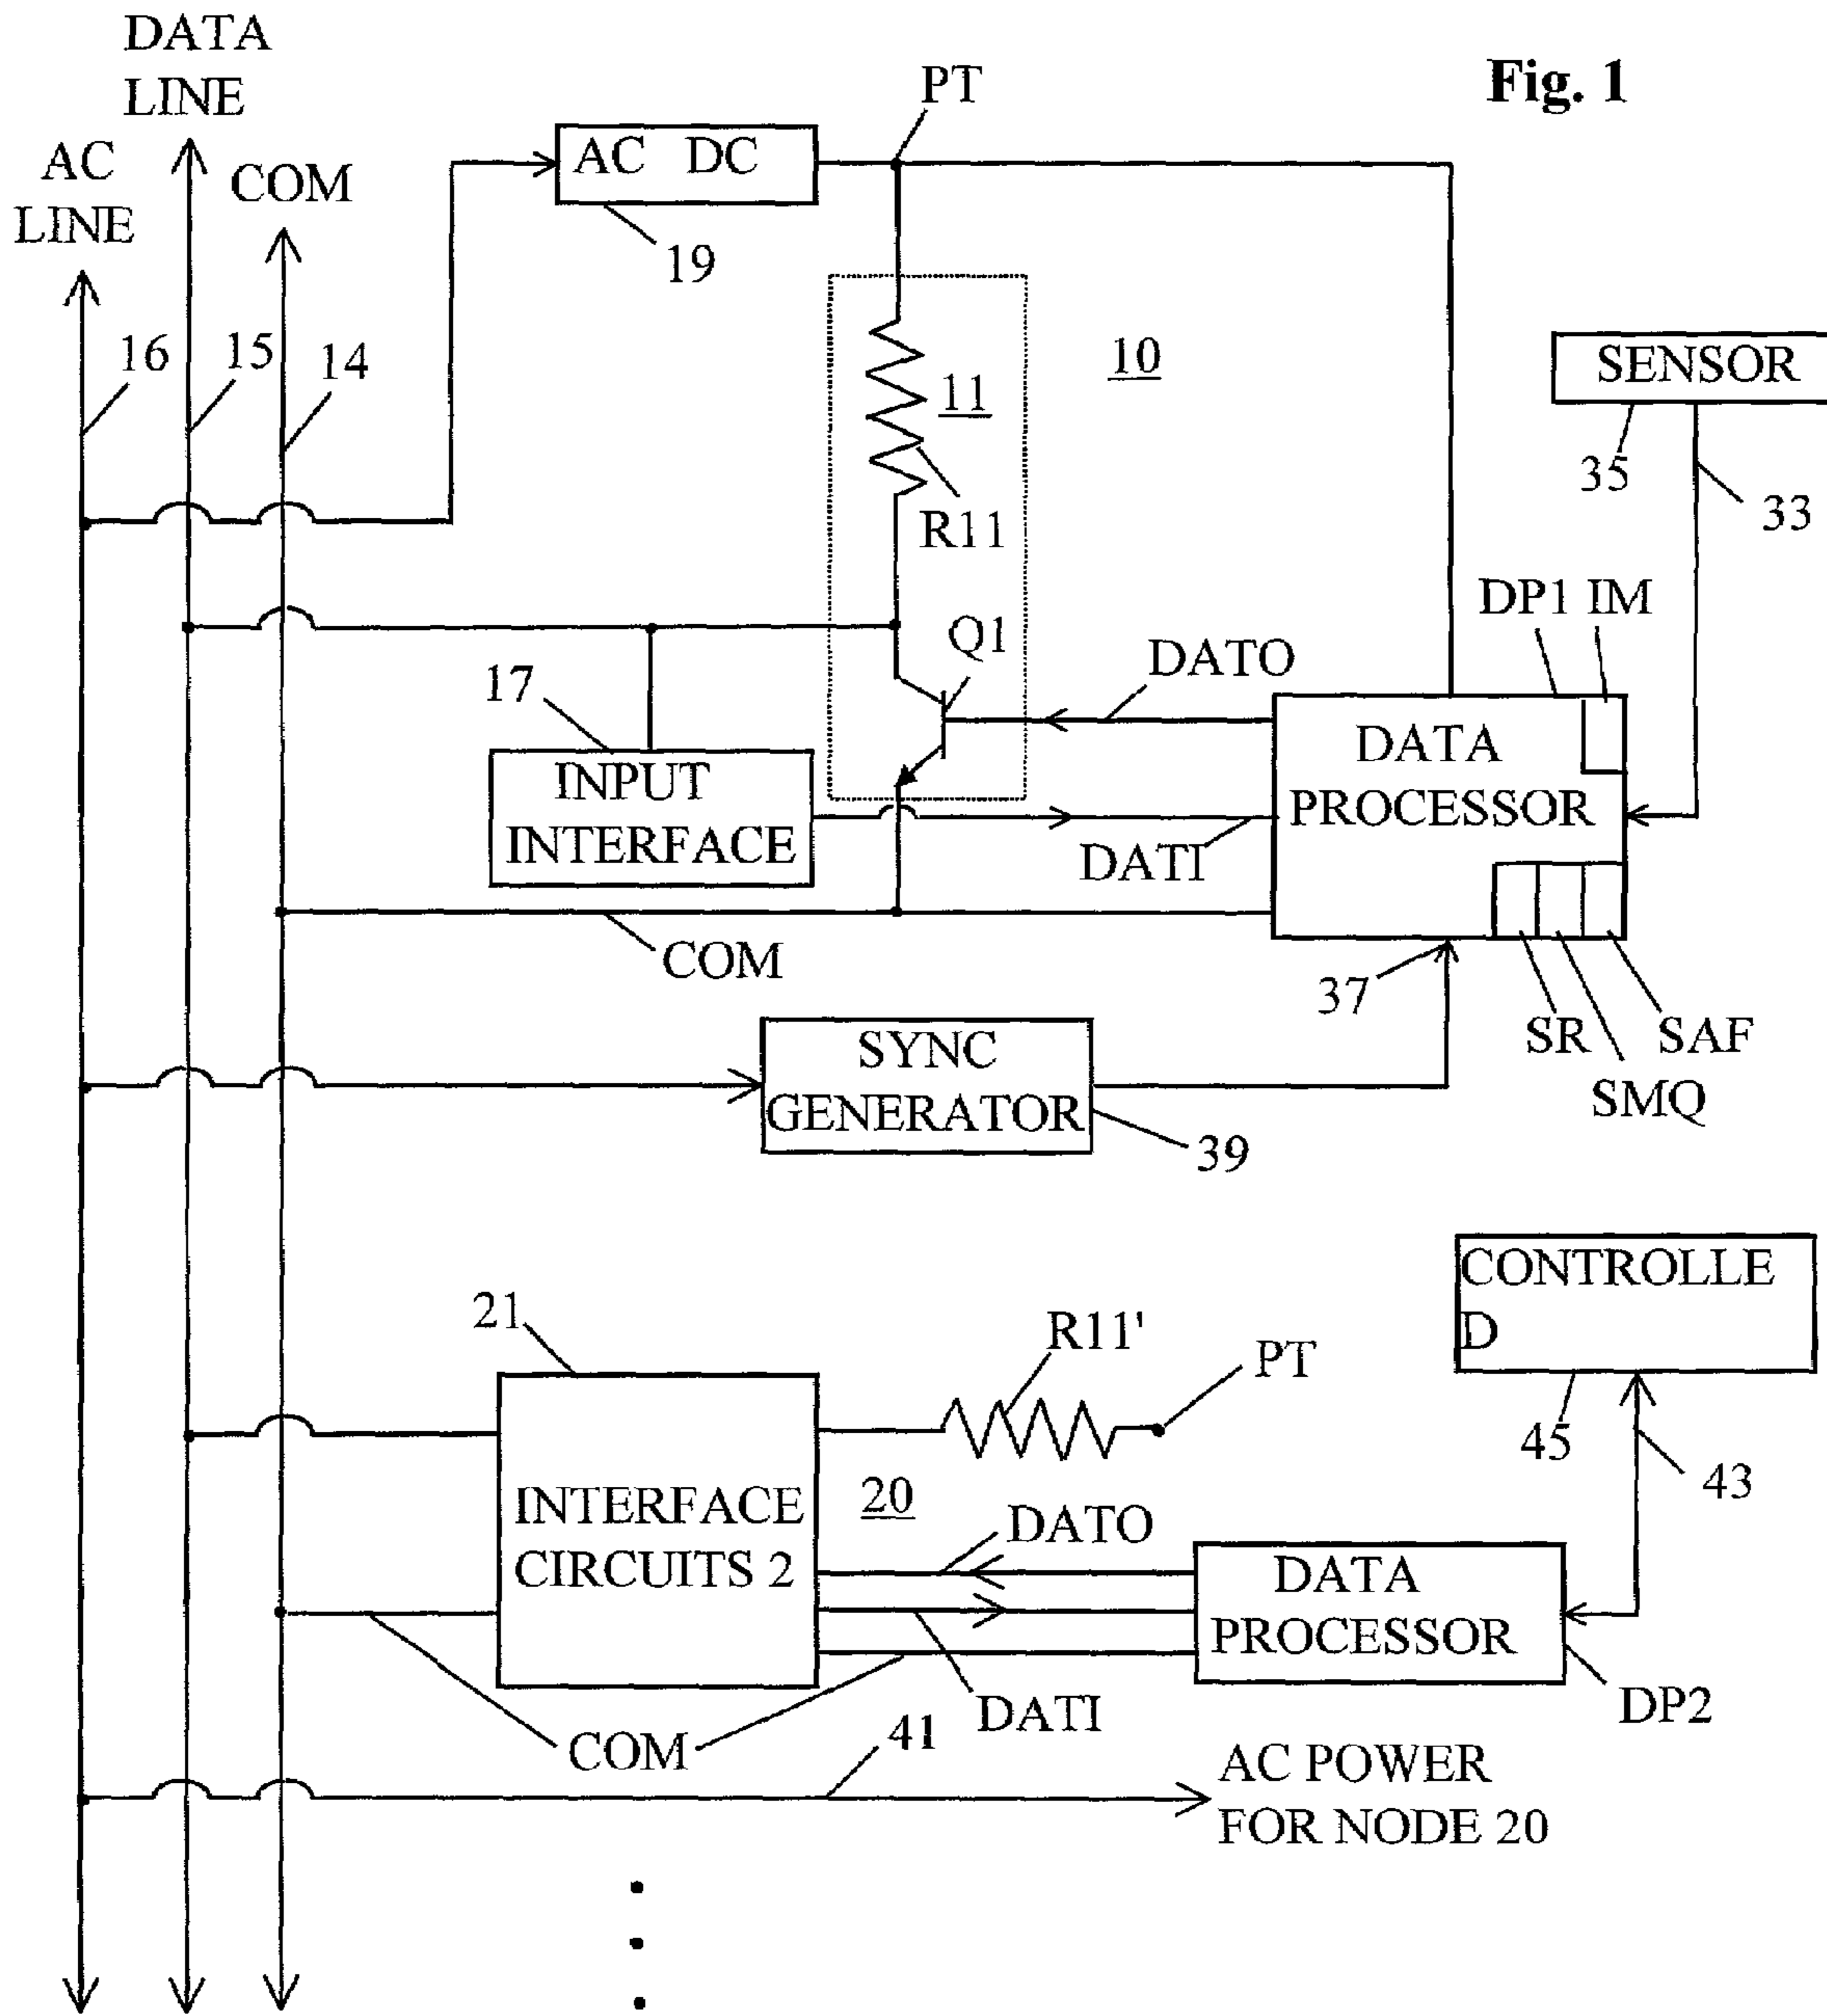 Fig. 1
DATA
LINE
AC
LINE
COM
PT
AC DC
19
16
15
14
10
11
R11
SENSOR
35
33
DP1 IM
Q1
DATO
17
INPUT
INTERFACE
DATA
PROCESSOR
DATI
COM
37
SR
SAF
SMQ
SYNC
GENERATOR
39
CONTROLLE
D
21
R11'
PT
45
43
INTERFACE
CIRCUITS 2
20
DATO
DATA
PROCESSOR
DATI
DP2
COM
41
AC POWER
FOR NODE 20